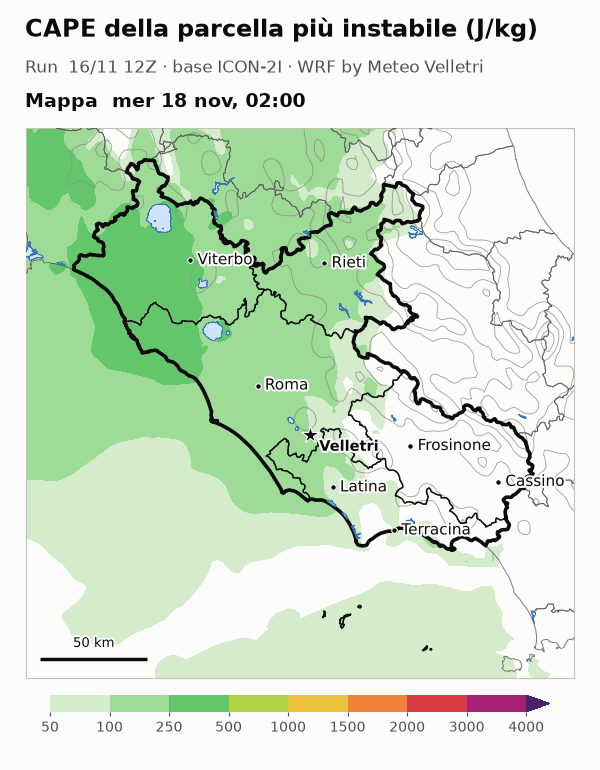 CAPE della parcella più instabile (J/kg)
Run  16/11 12Z · base ICON-2I · WRF by Meteo Velletri
Mappa  mer 18 nov, 02:00
Viterbo
Rieti
Roma
Velletri
Frosinone
Latina
Cassino
Terracina
50 km
50 100 250 500 1000 1500 2000 3000 4000